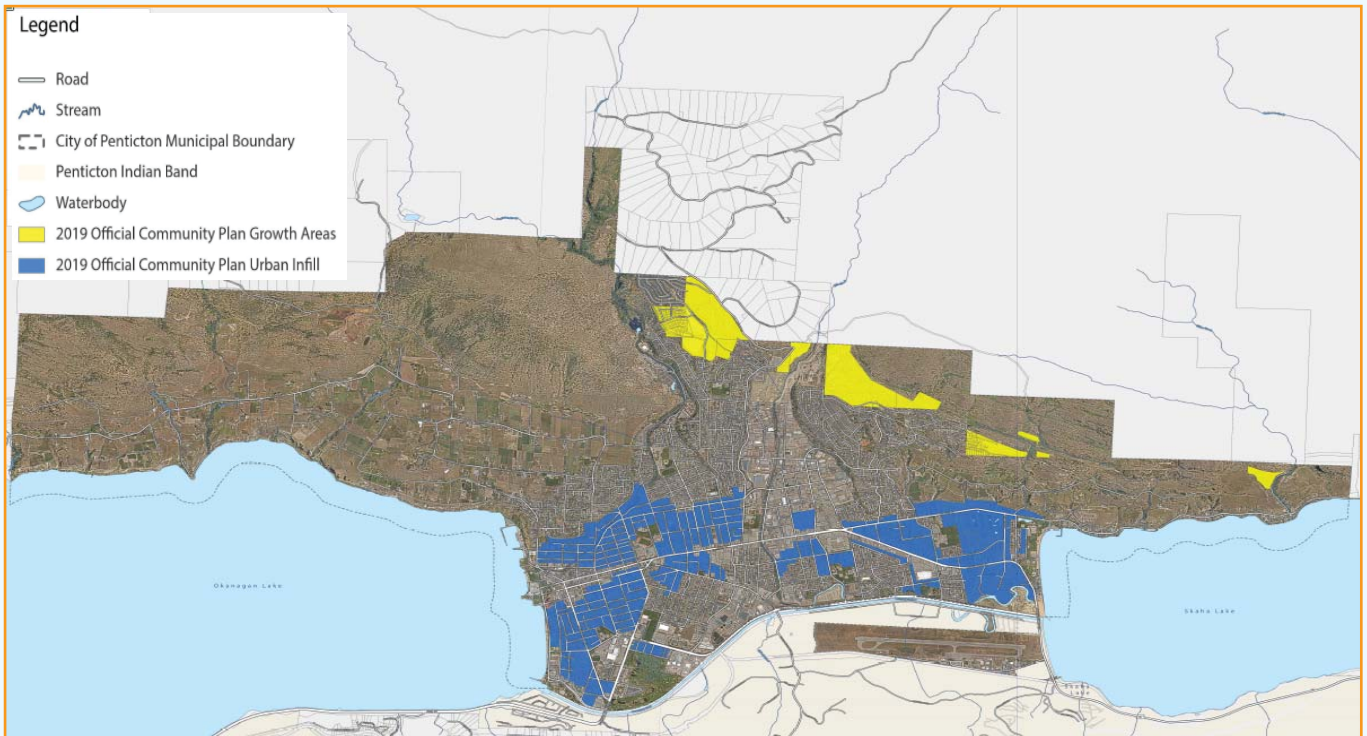 Legend
Road
Stream
City of Penticton Municipal Boundary
Penticton Indian Band
Waterbody
2019 Official Community Plan Growth Areas
2019 Official Community Plan Urban Infill
Okanagan Lake
Skaha Lake